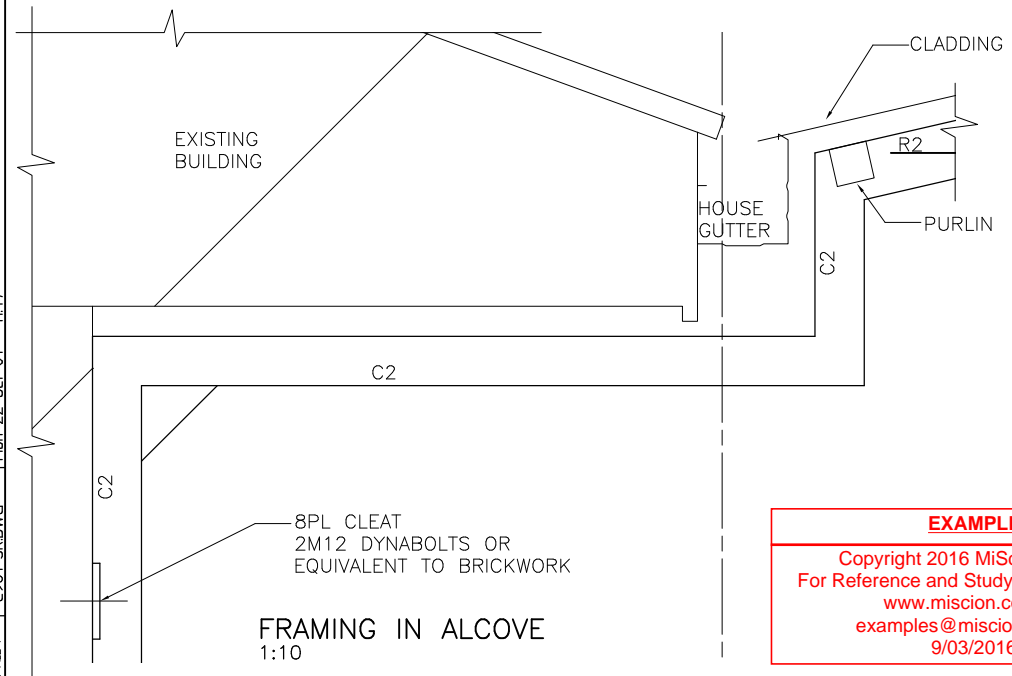 CLADDING
EXISTING
BUILDING
R2
HOUSE
GUTTER
PURLIN
C2
C2
C2
8PL CLEAT
2M12 DYNABOLTS OR
EQUIVALENT TO BRICKWORK
FRAMING IN ALCOVE
1:10
EXAMPL
Copyright 2016 MiSc
For Reference and Study
www.miscion.c
examples@miscio
9/03/2016